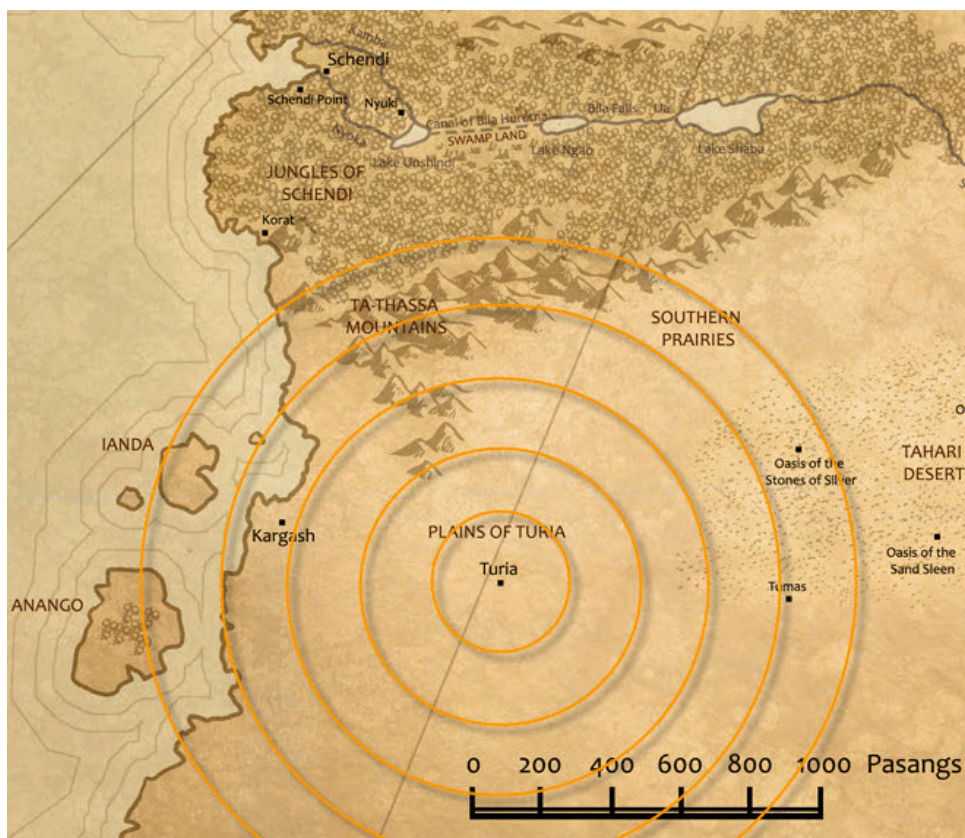 Kamba
Schendi
Schendi Point
Nyuki
Canal of Bila Huruma
Bila Falls
Ua
Nyoka
SWAMP LAND
Lake Ushindi
Lake Ngao
Lake Shaba
JUNGLES OF
SCHENDI
Korat
TA-THASSA
MOUNTAINS
SOUTHERN
PRAIRIES
IANDA
Oasis of the
Stones of Silver
TAHARI
DESERT
Kargash
PLAINS OF TURIA
Oasis of the
Sand Sleen
Turia
Tumas
ANANGO
0 200 400 600 800 1000 Pasangs